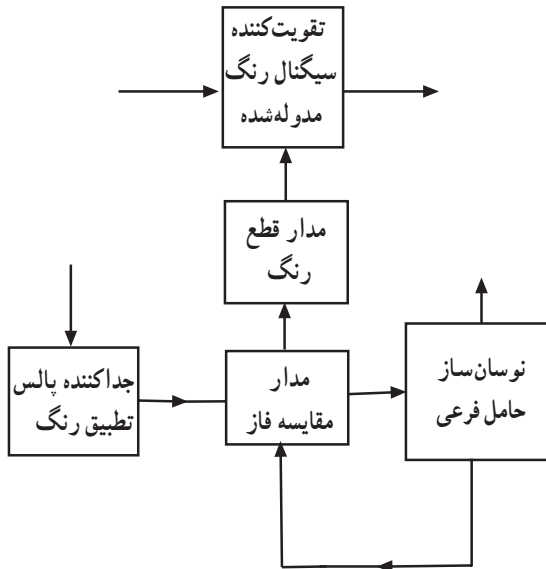 تقویت‌کننده
سیگنال رنگ
مدوله‌شده
مدار قطع
رنگ
جداکننده پالس
تطبیق رنگ
مدار
مقایسه فاز
نوسان‌ساز
حامل فرعی